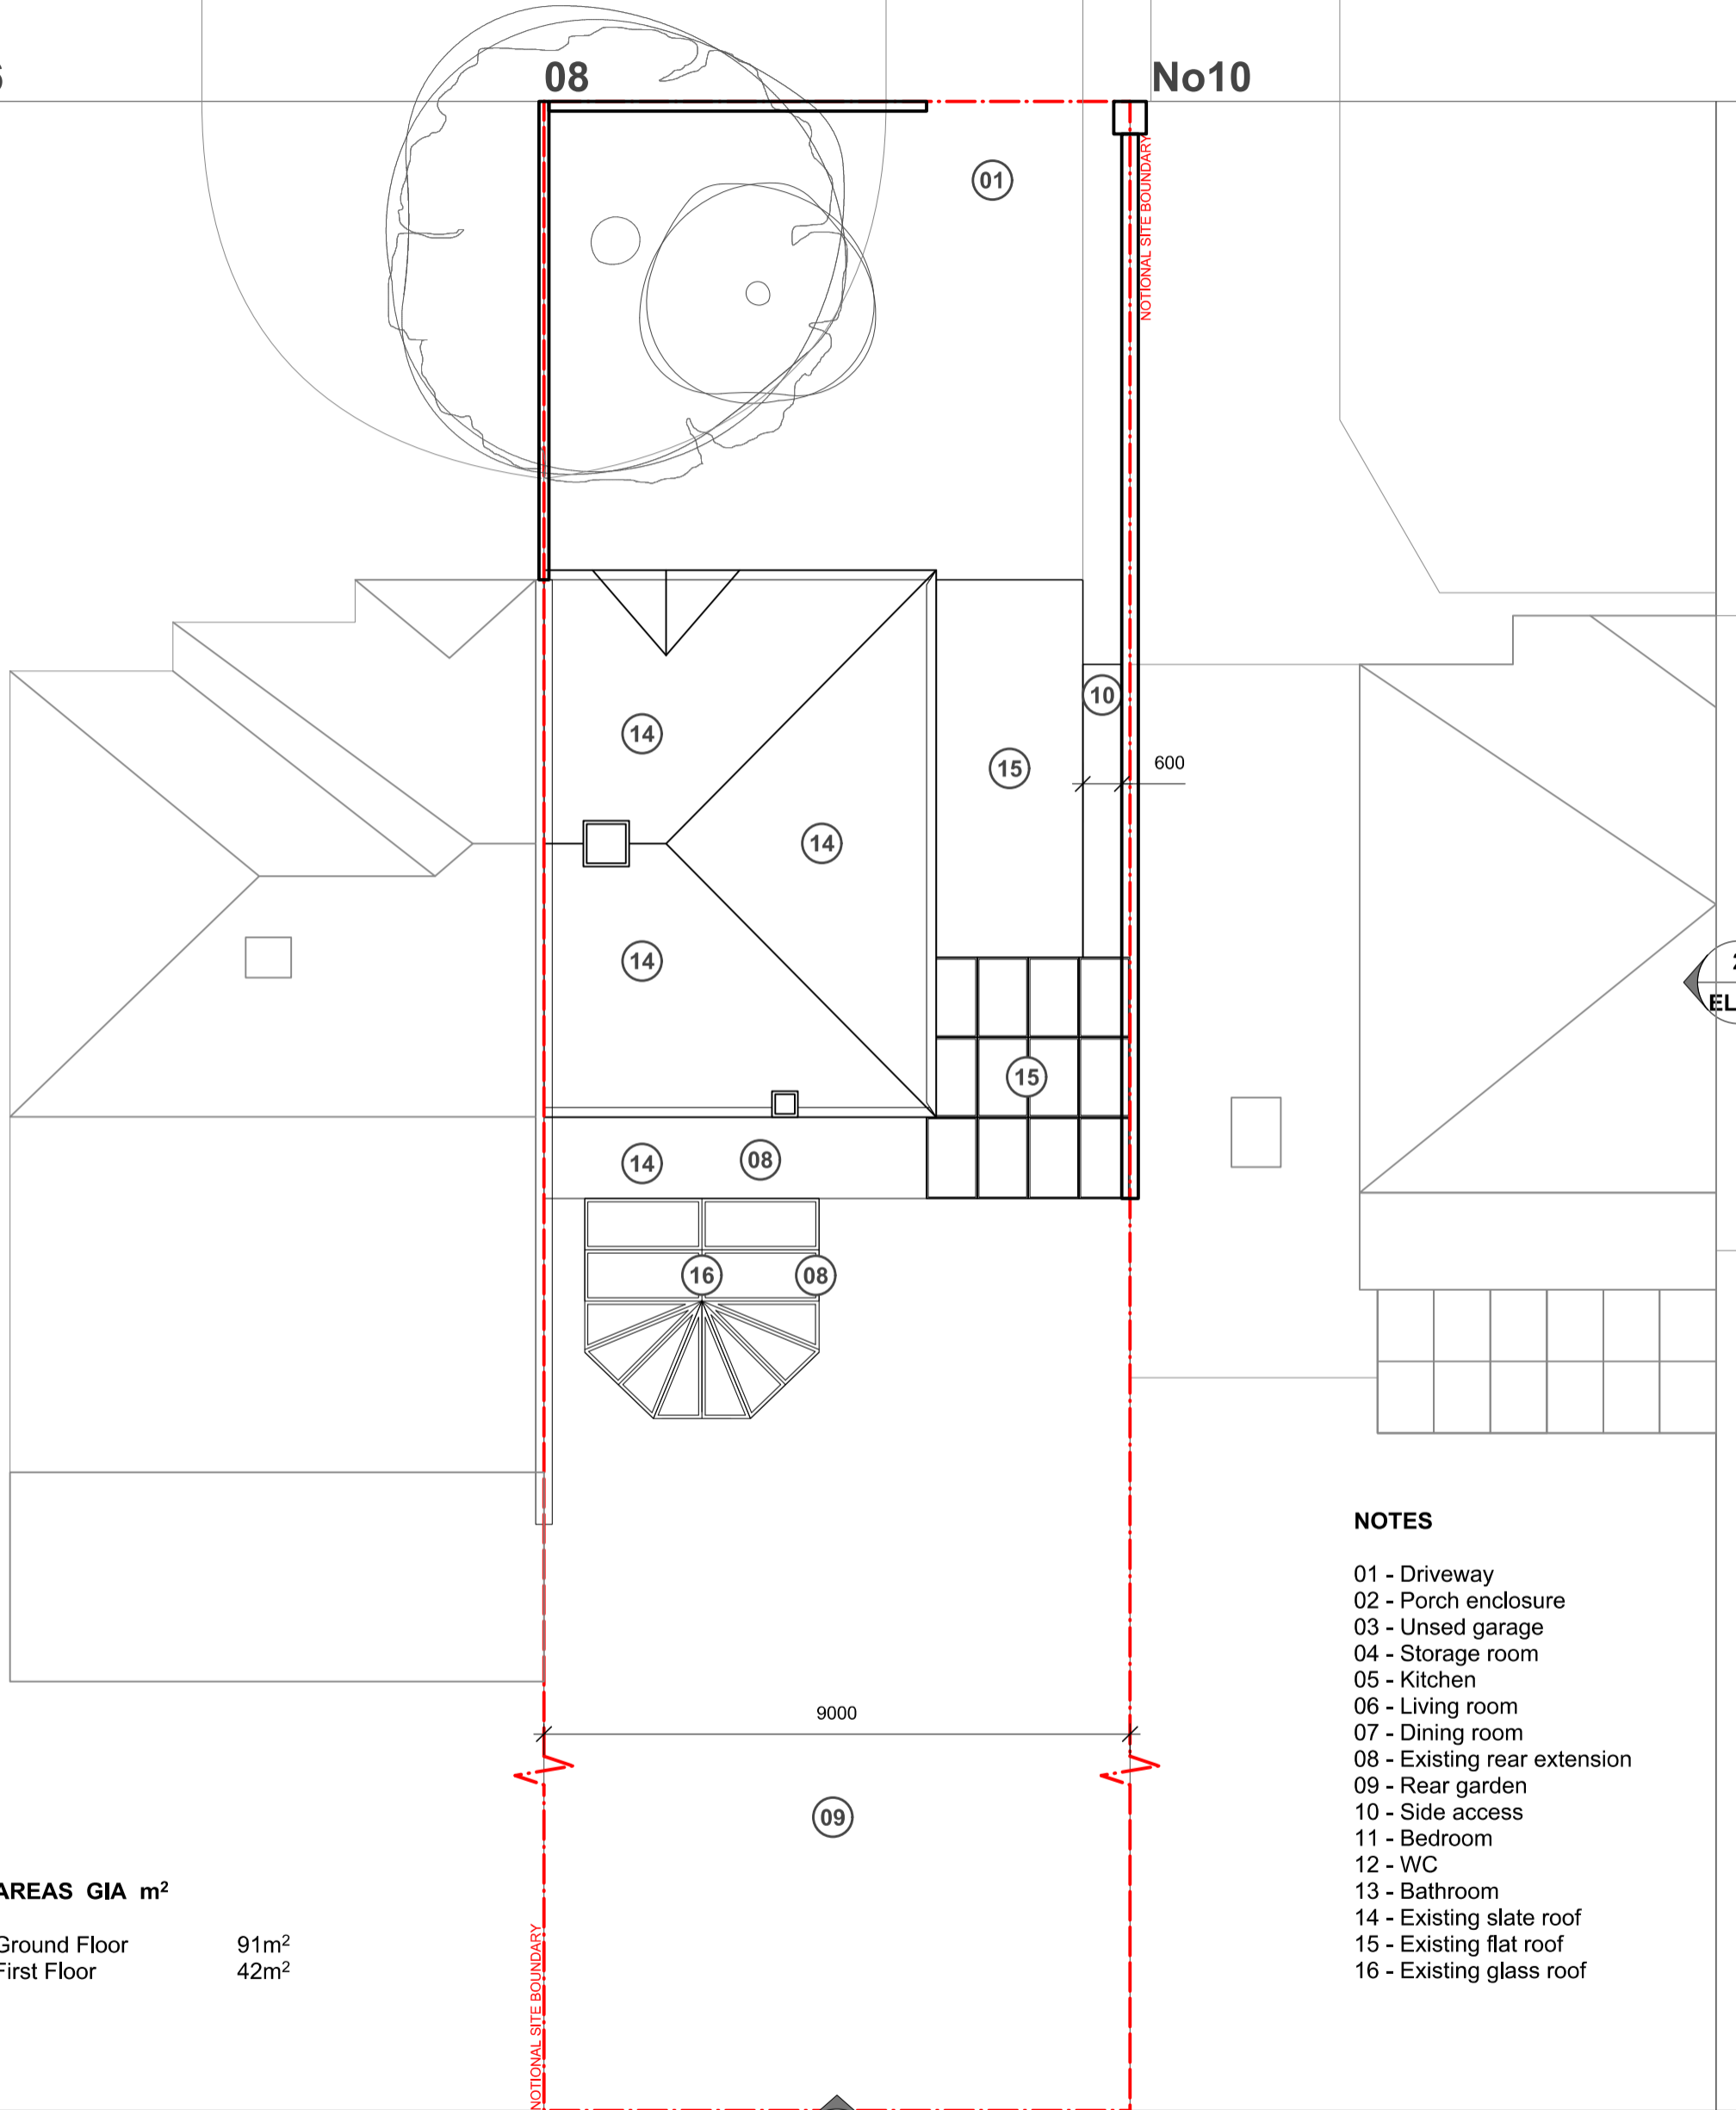 08
No10
01
NOTIONAL SITE BOUNDARY
10
14
600
15
14
14
15
14
08
16
08
EL
9000
09
NOTES
01 - Driveway
02 - Porch enclosure
03 - Unsed garage
04 - Storage room
05 - Kitchen
06 - Living room
07 - Dining room
08 - Existing rear extension
09 - Rear garden
10 - Side access
11 - Bedroom
12 - WC
13 - Bathroom
14 - Existing slate roof
15 - Existing flat roof
16 - Existing glass roof
AREAS GIA m²
Ground Floor 91m²
First Floor 42m²
NOTIONAL SITE BOUNDARY